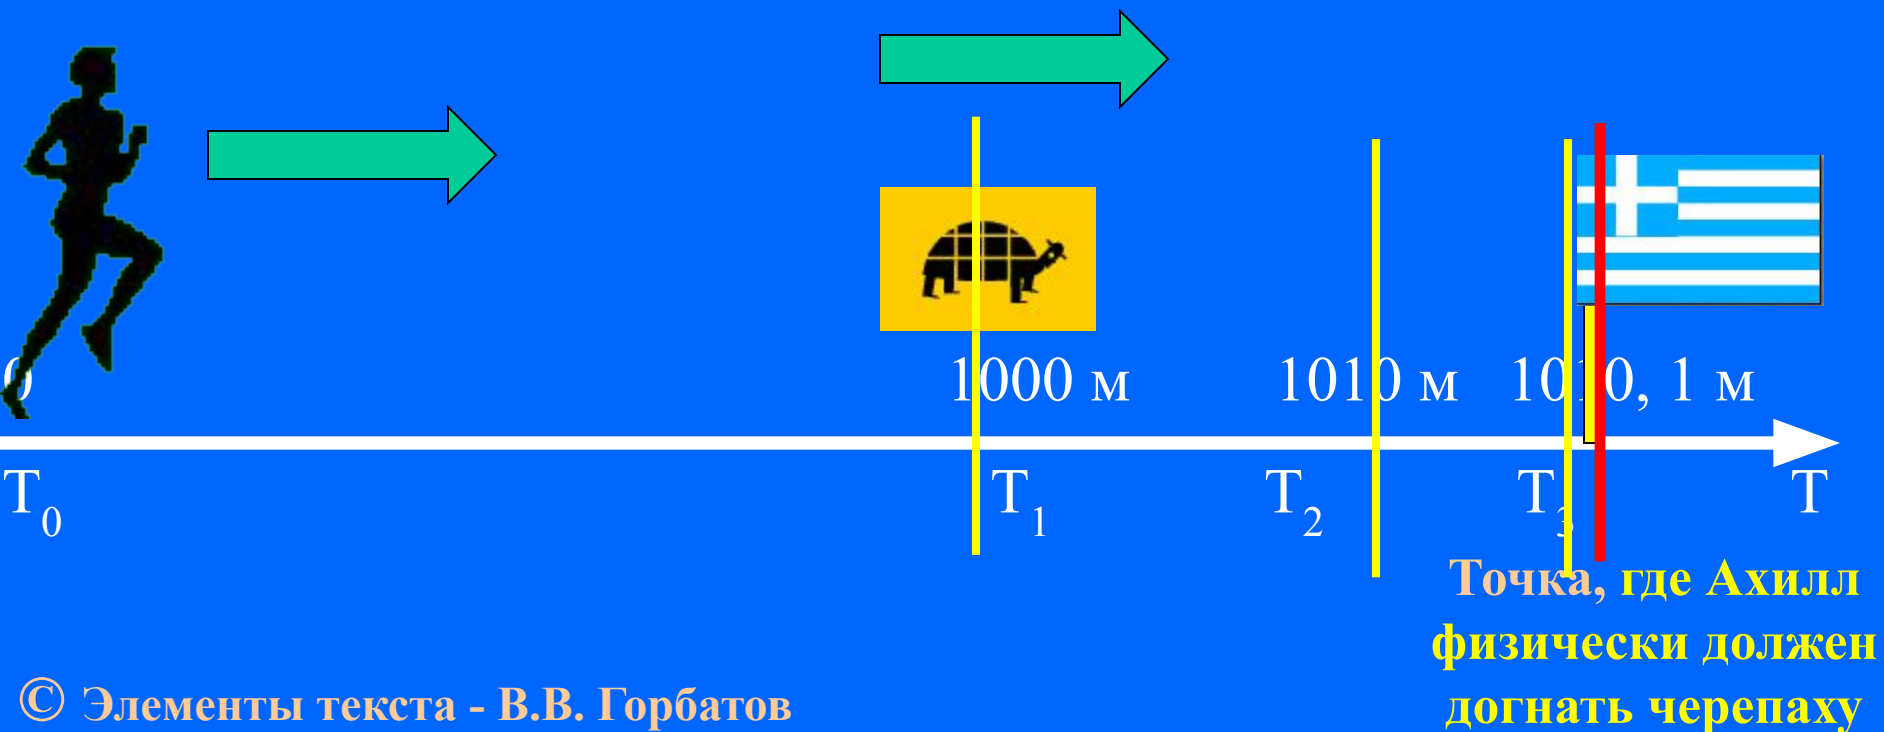 0 1000 м 1010 м 1010, 1 м
T0 T1 T2 T3 T
Точка, где Ахилл
физически должен
догнать черепаху
© Элементы текста - В.В. Горбатов